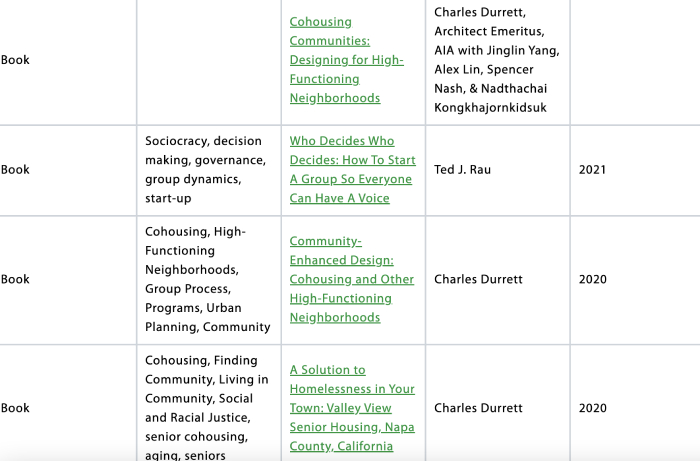 Book
Cohousing
Communities:
Designing for High-
Functioning
Neighborhoods
Charles Durrett,
Architect Emeritus,
AIA with Jinglin Yang,
Alex Lin, Spencer
Nash, & Nadthachai
Kongkhajornkidsuk
Book
Sociocracy, decision
making, governance,
group dynamics,
start-up
Who Decides Who
Decides: How To Start
A Group So Everyone
Can Have A Voice
Ted J. Rau
2021
Book
Cohousing, High-
Functioning
Neighborhoods,
Group Process,
Programs, Urban
Planning, Community
Community-
Enhanced Design:
Cohousing and Other
High-Functioning
Neighborhoods
Charles Durrett
2020
Book
Cohousing, Finding
Community, Living in
Community, Social
and Racial Justice,
senior cohousing,
aging, seniors
A Solution to
Homelessness in Your
Town: Valley View
Senior Housing, Napa
County, California
Charles Durrett
2020